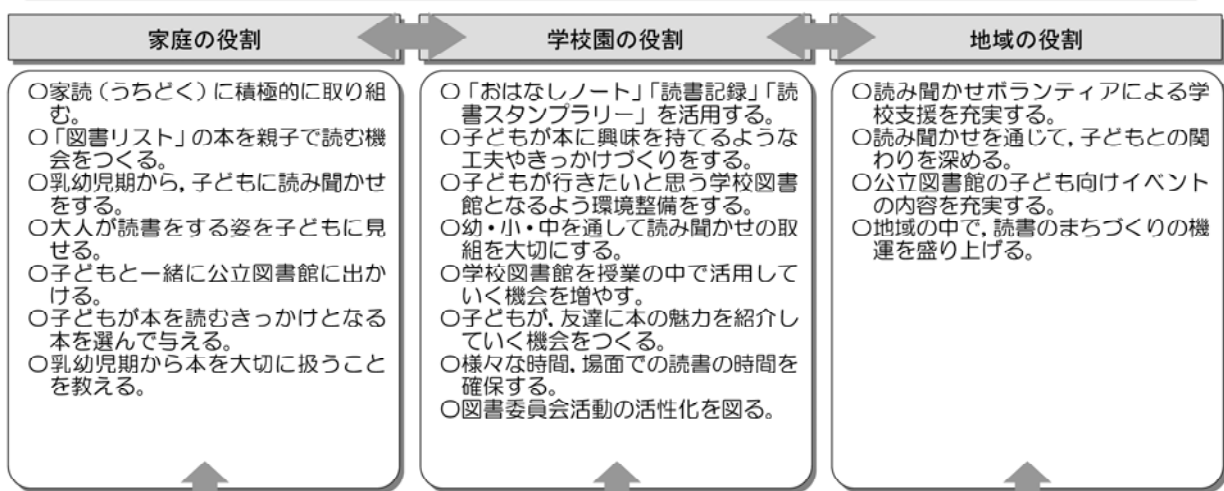 家庭の役割
○家読（うちどく）に積極的に取り組
む。
○「図書リスト」の本を親子で読む機
会をつくる。
○乳幼児期から，子どもに読み聞かせ
をする。
○大人が読書をする姿を子どもに見
せる。
○子どもと一緒に公立図書館に出か
ける。
○子どもが本を読むきっかけとなる
本を選んで与える。
○乳幼児期から本を大切に扱うこと
を教える。
学校園の役割
○「おはなしノート」「読書記録」「読
書スタンプラリー」を活用する。
○子どもが本に興味を持てるような
工夫やきっかけづくりをする。
○子どもが行きたいと思う学校図書
館となるよう環境整備をする。
○幼・小・中を通して読み聞かせの取
組を大切にする。
○学校図書館を授業の中で活用して
いく機会を増やす。
○子どもが，友達に本の魅力を紹介し
ていく機会をつくる。
○様々な時間，場面での読書の時間を
確保する。
○図書委員会活動の活性化を図る。
地域の役割
○読み聞かせボランティアによる学
校支援を充実する。
○読み聞かせを通じて，子どもとの関
わりを深める。
○公立図書館の子ども向けイベント
の内容を充実する。
○地域の中で，読書のまちづくりの機
運を盛り上げる。